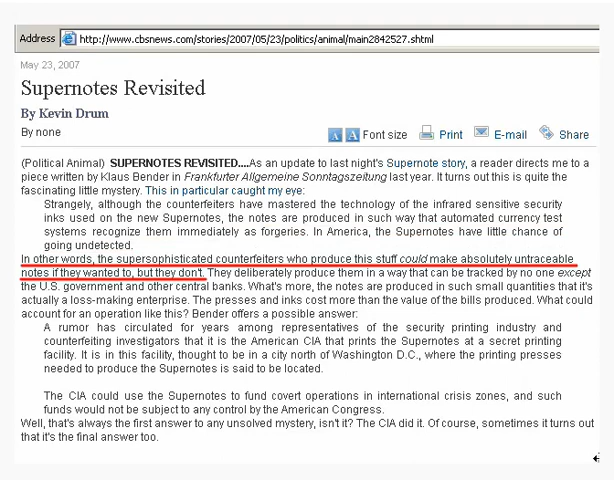 Address http://www.cbsnews.com/stories/2007/05/23/politics/animal/main2842527.shtml
May 23, 2007
Supernotes Revisited
By Kevin Drum
By none
A A Font size Print E-mail Share
(Political Animal) SUPERNOTES REVISITED....As an update to last night's Supernote story, a reader directs me to a
piece written by Klaus Bender in Frankfurter Allgemeine Sonntagszeitung last year. It turns out this is quite the
fascinating little mystery. This in particular caught my eye:
Strangely, although the counterfeiters have mastered the technology of the infrared sensitive security
inks used on the new Supernotes, the notes are produced in such way that automated currency test
systems recognize them immediately as forgeries. In America, the Supernotes have little chance of
going undetected.
In other words, the supersophisticated counterfeiters who produce this stuff could make absolutely untraceable
notes if they wanted to, but they don't. They deliberately produce them in a way that can be tracked by no one except
the U.S. government and other central banks. What's more, the notes are produced in such small quantities that it's
actually a loss-making enterprise. The presses and inks cost more than the value of the bills produced. What could
account for an operation like this? Bender offers a possible answer:
A rumor has circulated for years among representatives of the security printing industry and
counterfeiting investigators that it is the American CIA that prints the Supernotes at a secret printing
facility. It is in this facility, thought to be in a city north of Washington D.C., where the printing presses
needed to produce the Supernotes is said to be located.
The CIA could use the Supernotes to fund covert operations in international crisis zones, and such
funds would not be subject to any control by the American Congress.
Well, that's always the first answer to any unsolved mystery, isn't it? The CIA did it. Of course, sometimes it turns out
that it's the final answer too.